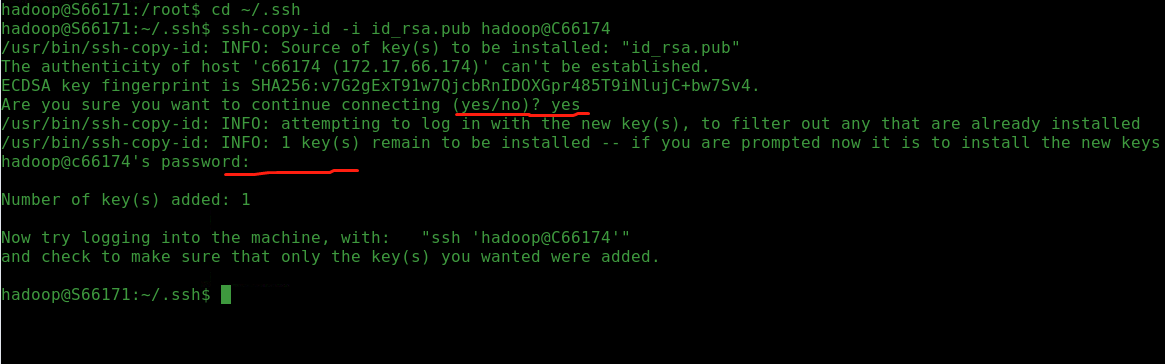 hadoop@S66171:/root$ cd ~/.ssh
hadoop@S66171:~/.ssh$ ssh-copy-id -i id_rsa.pub hadoop@C66174
/usr/bin/ssh-copy-id: INFO: Source of key(s) to be installed: "id_rsa.pub"
The authenticity of host 'c66174 (172.17.66.174)' can't be established.
ECDSA key fingerprint is SHA256:v7G2gExT91w7QjcbRnIDOXGpr485T9iNlujC+bw7Sv4.
Are you sure you want to continue connecting (yes/no)? yes
/usr/bin/ssh-copy-id: INFO: attempting to log in with the new key(s), to filter out any that are already installed
/usr/bin/ssh-copy-id: INFO: 1 key(s) remain to be installed -- if you are prompted now it is to install the new keys
hadoop@c66174's password:
Number of key(s) added: 1
Now try logging into the machine, with:   "ssh 'hadoop@C66174'"
and check to make sure that only the key(s) you wanted were added.
hadoop@S66171:~/.ssh$